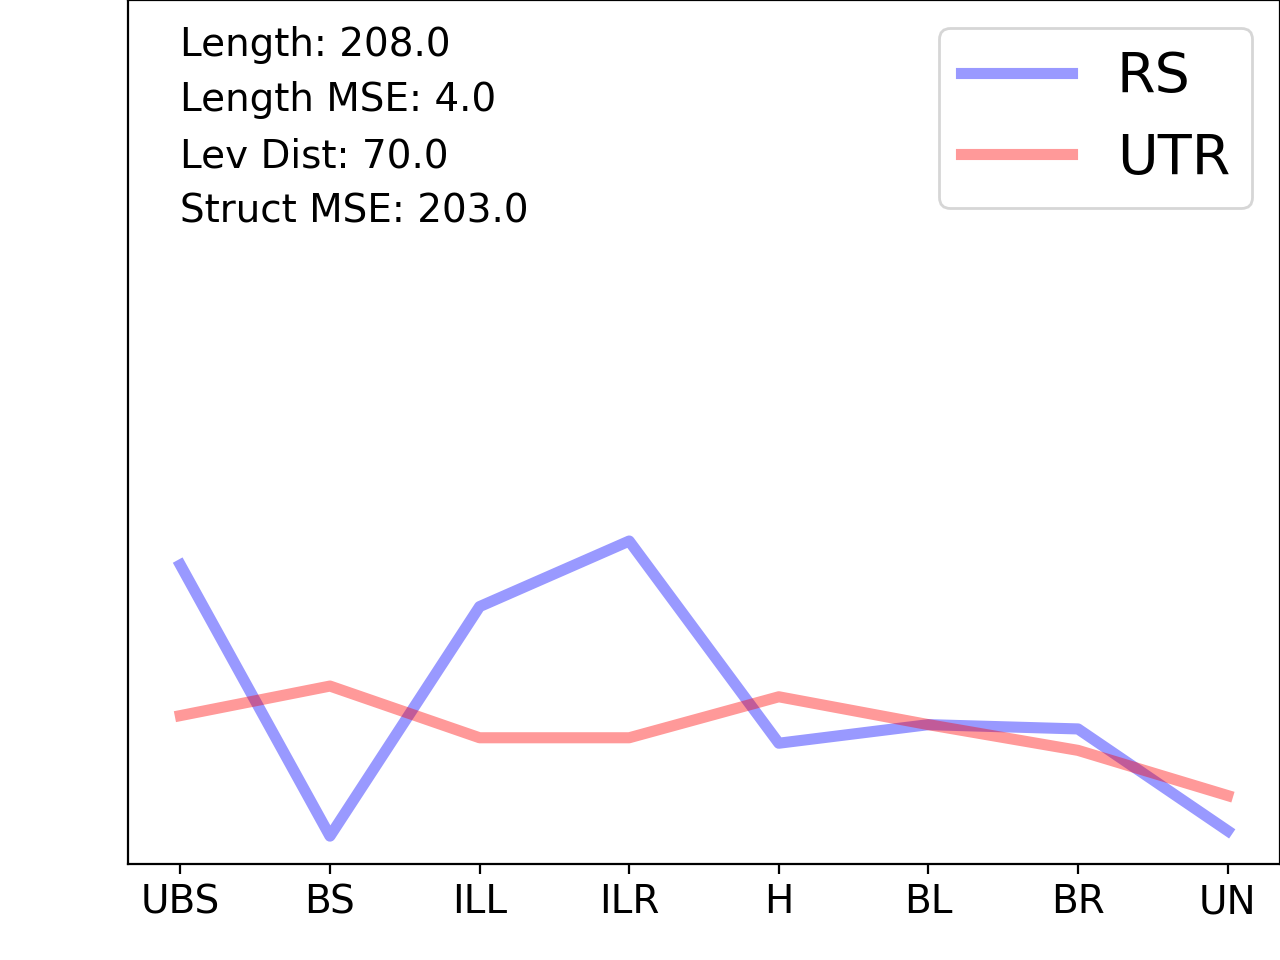 Length: 208.0
Length MSE: 4.0
Lev Dist: 70.0
Struct MSE: 203.0
RS
UTR
UBS BS ILL ILR H BL BR UN